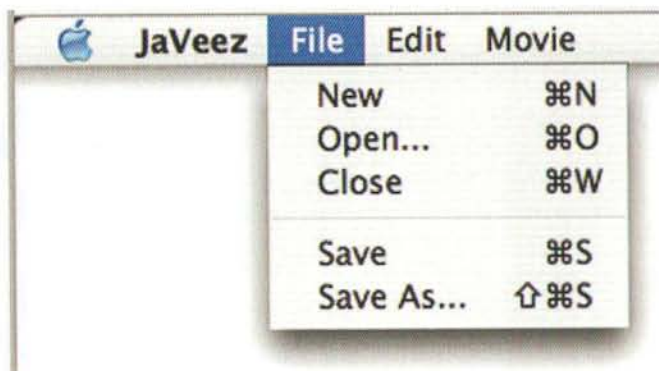 JaVeez File Edit Movie
New ⌘N
Open... ⌘O
Close ⌘W
Save ⌘S
Save As... ⇧⌘S